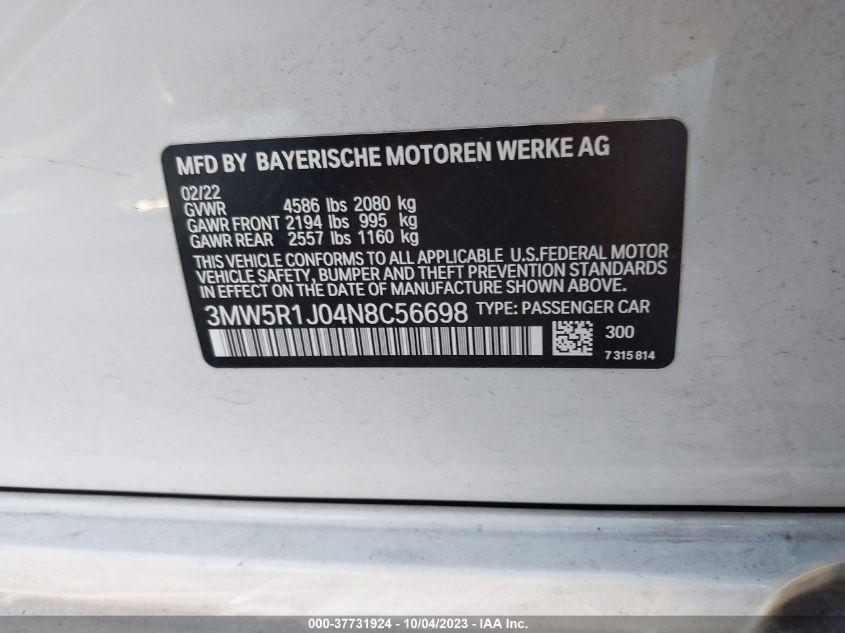 MFD BY BAYERISCHE MOTOREN WERKE AG
02/22
GVWR 4586 lbs 2080 kg
GAWR FRONT 2194 lbs 995 kg
GAWR REAR 2557 lbs 1160 kg
THIS VEHICLE CONFORMS TO ALL APPLICABLE U.S.FEDERAL MOTOR
VEHICLE SAFETY, BUMPER AND THEFT PREVENTION STANDARDS
IN EFFECT ON THE DATE OF MANUFACTURE SHOWN ABOVE.
3MW5R1J04N8C56698 TYPE: PASSENGER CAR
300
7 315 814
000-37731924 - 10/04/2023 - IAA Inc.